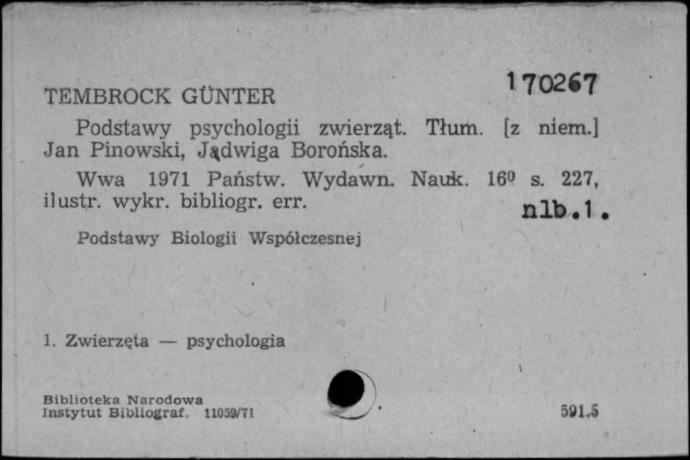 170267
TEMBROCK GÜNTER
Podstawy psychologii zwierząt. Tłum. [z niem.]
Jan Pinowski, Jądwiga Borońska.
Wwa 1971 Państw. Wydawn. Nauk. 16⁰ s. 227,
ilustr. wykr. bibliogr. err.
nlb.1.
Podstawy Biologii Współczesnej
1. Zwierzęta — psychologia
Biblioteka Narodowa
Instytut Bibliograf. 11059/71
591.5